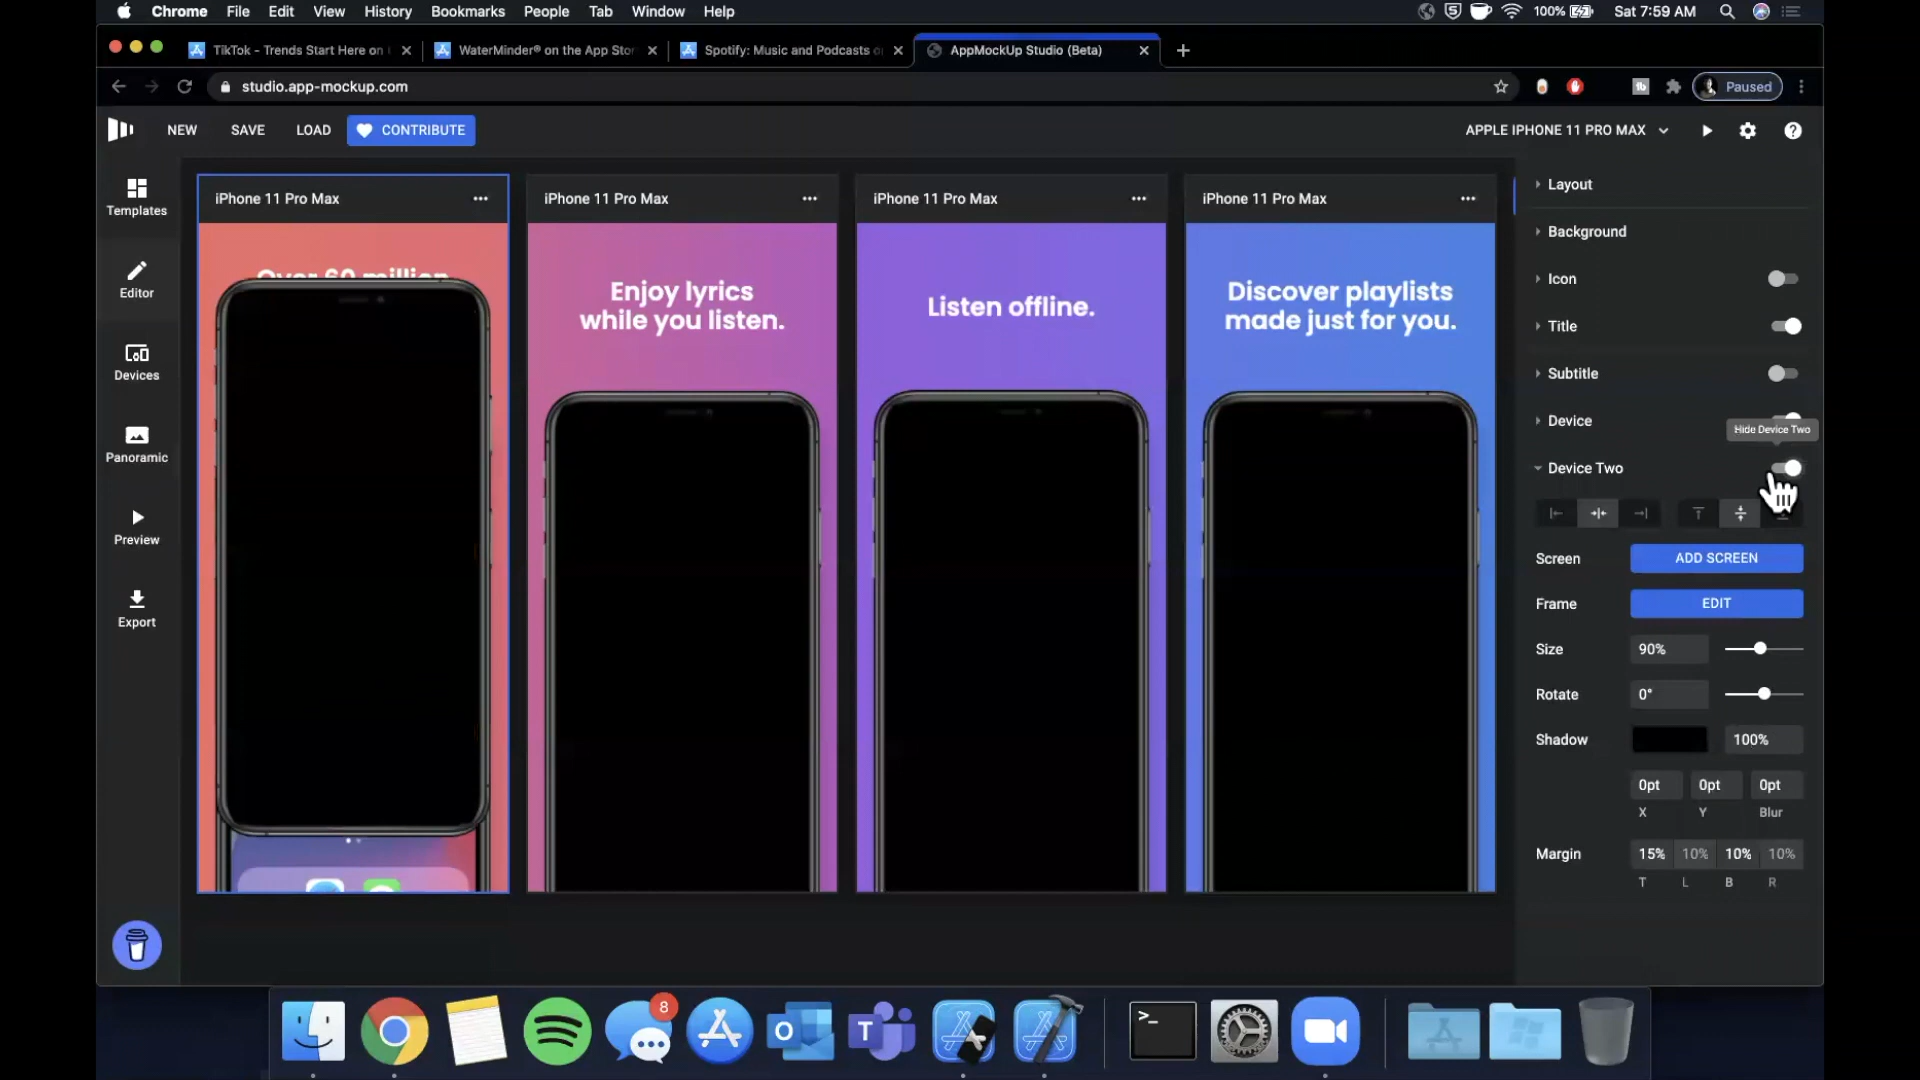 Chrome File Edit View History Bookmarks People Tab Window Help
100% Sat 7:59 AM
TikTok - Trends Start Here on
WaterMinder® on the App Stor
Spotify: Music and Podcasts o
AppMockUp Studio (Beta)
studio.app-mockup.com
Paused
NEW SAVE LOAD CONTRIBUTE
APPLE IPHONE 11 PRO MAX
Templates
Editor
Devices
Panoramic
Preview
Export
iPhone 11 Pro Max
Over 60 million
iPhone 11 Pro Max
Enjoy lyrics
while you listen.
iPhone 11 Pro Max
Listen offline.
iPhone 11 Pro Max
Discover playlists
made just for you.
Layout
Background
Icon
Title
Subtitle
Device
Hide Device Two
Device Two
Screen ADD SCREEN
Frame EDIT
Size 90%
Rotate 0°
Shadow 100%
0pt 0pt 0pt
X Y Blur
Margin 15% 10% 10% 10%
T L B R
8